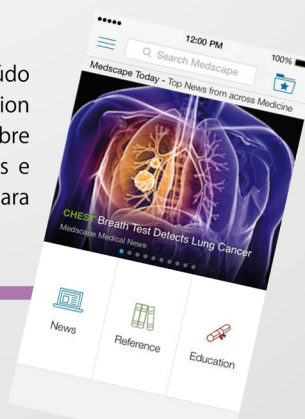 údo
ion
bre
s e
ara
12:00 PM
100%
Search Medscape
Medscape Today - Top News from across Medicine
CHEST Breath Test Detects Lung Cancer
Medscape Medical News
News
Reference
Education